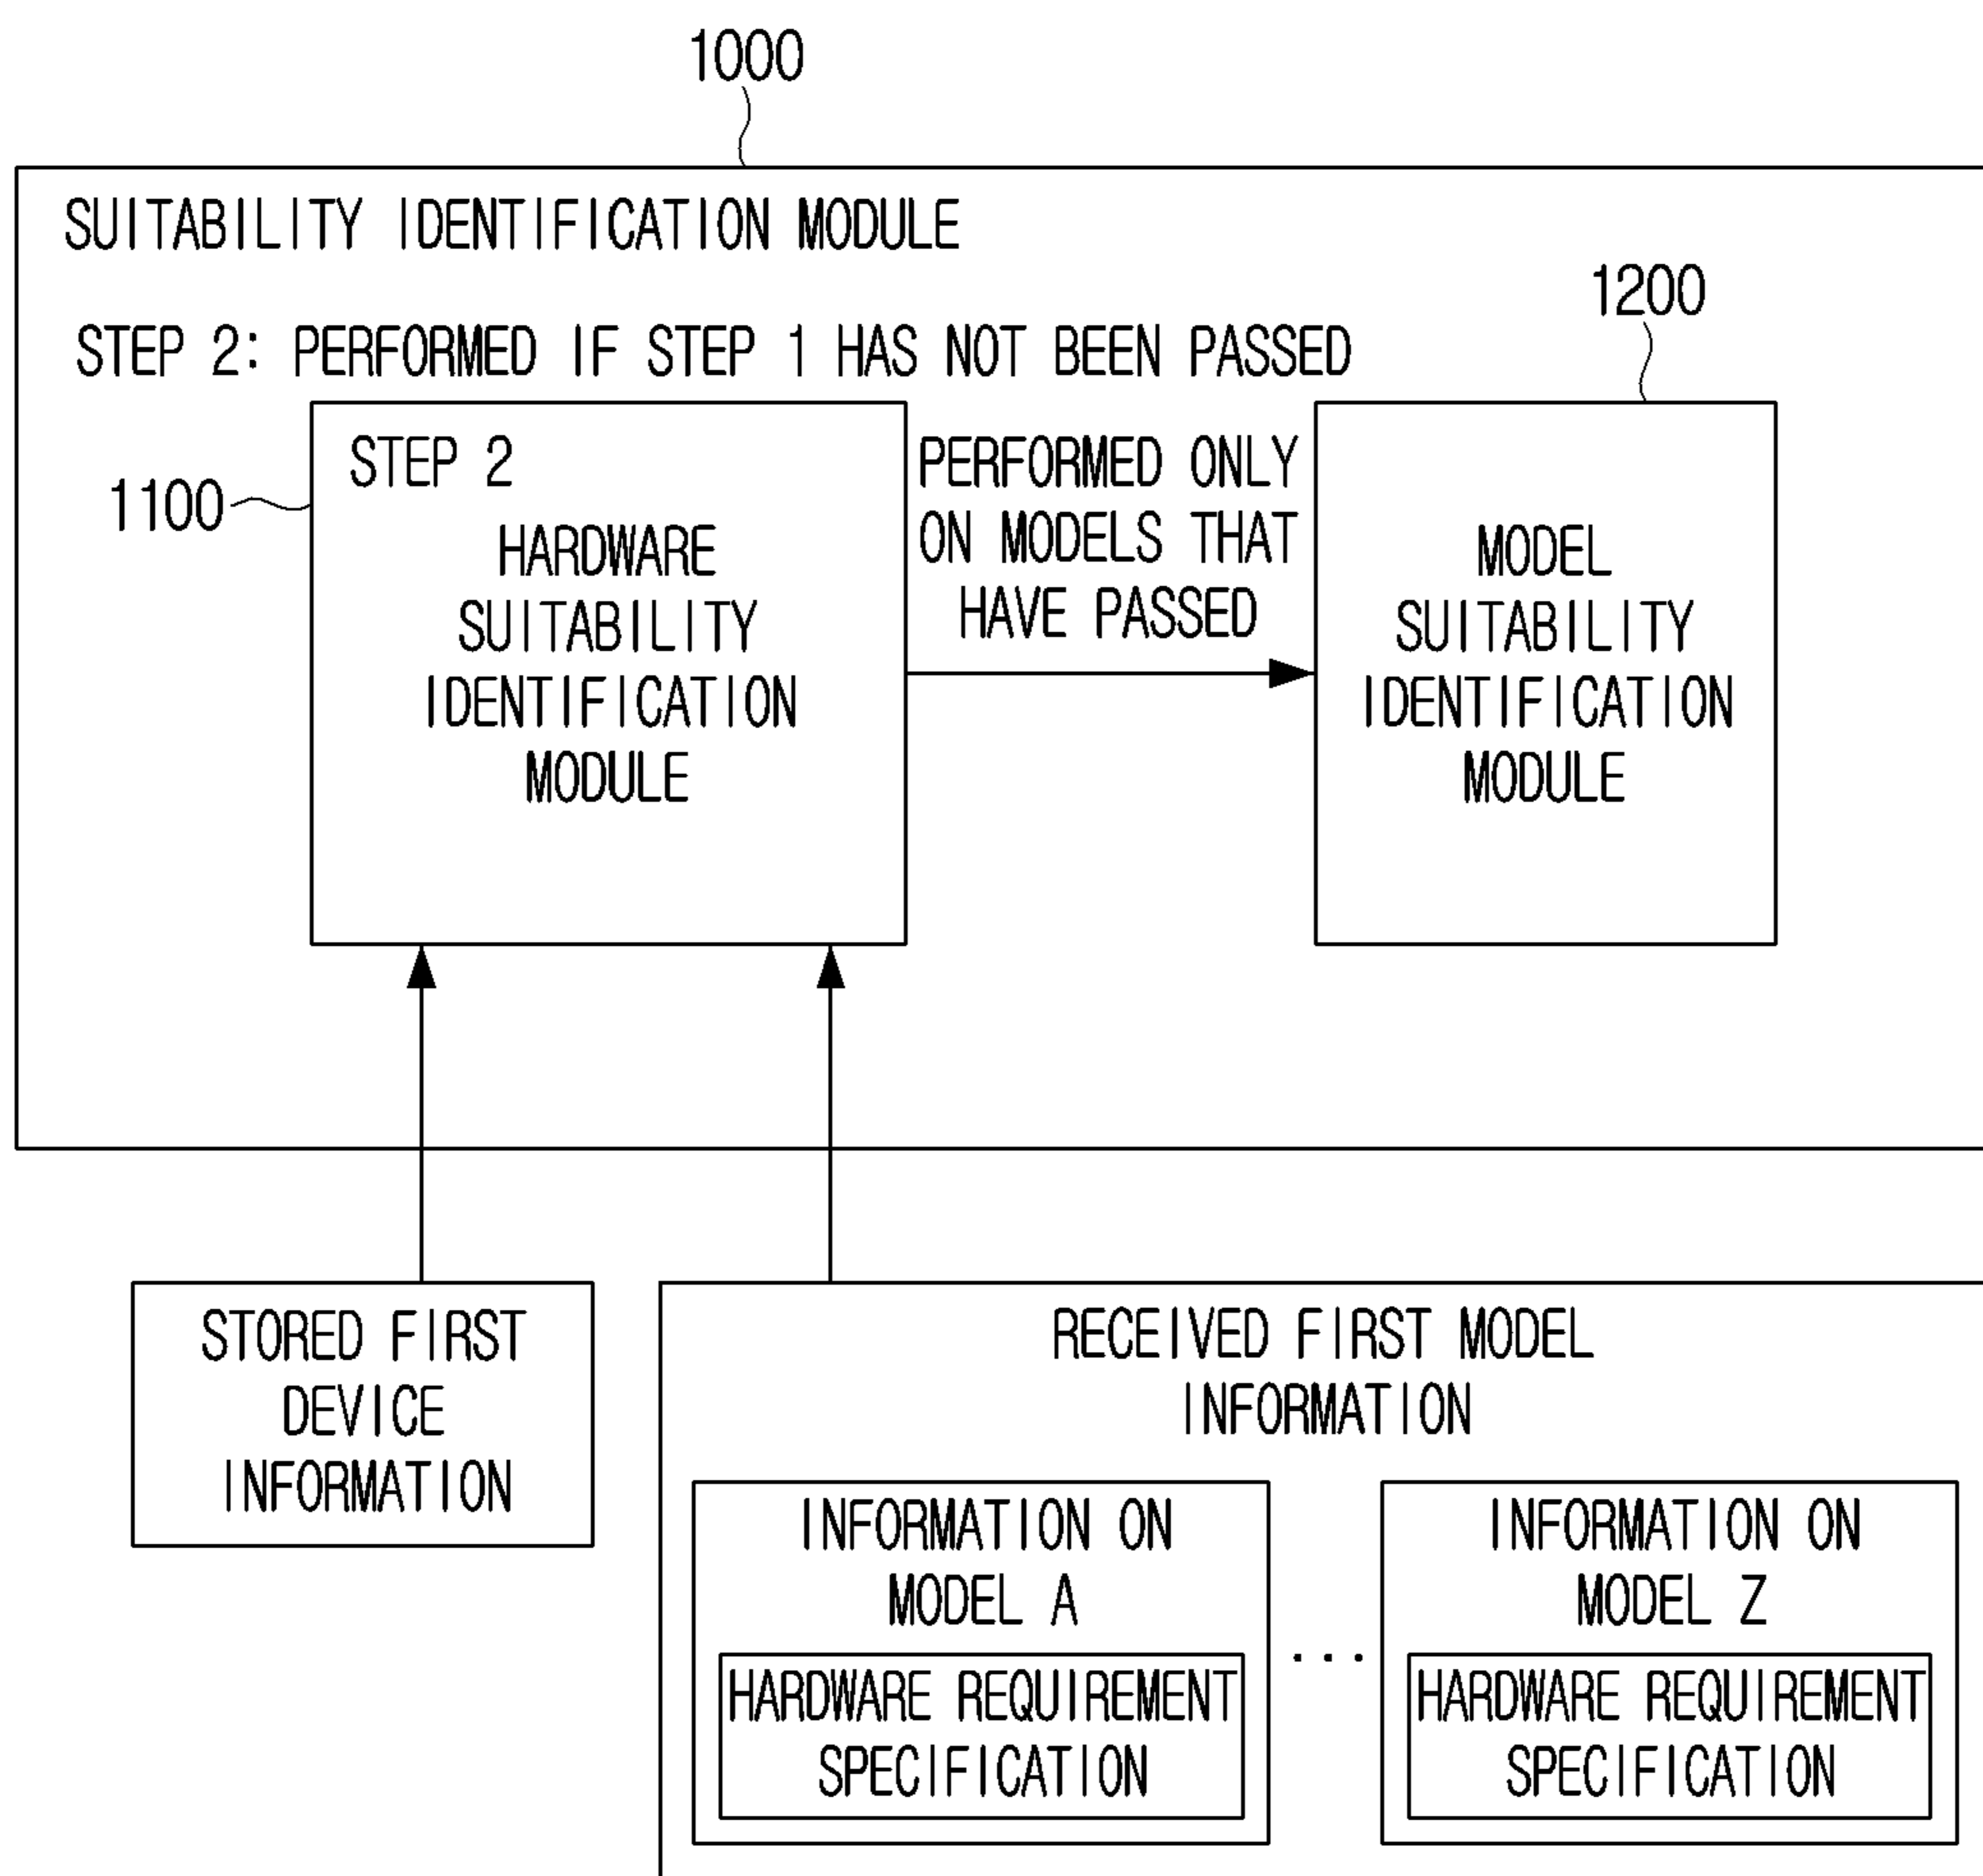 1000
SUITABILITY IDENTIFICATION MODULE
1200
STEP 2: PERFORMED IF STEP 1 HAS NOT BEEN PASSED
1100
STEP 2
HARDWARE
SUITABILITY
IDENTIFICATION
MODULE
PERFORMED ONLY
ON MODELS THAT
HAVE PASSED
MODEL
SUITABILITY
IDENTIFICATION
MODULE
STORED FIRST
DEVICE
INFORMATION
RECEIVED FIRST MODEL
INFORMATION
INFORMATION ON
MODEL A
HARDWARE REQUIREMENT
SPECIFICATION
...
INFORMATION ON
MODEL Z
HARDWARE REQUIREMENT
SPECIFICATION